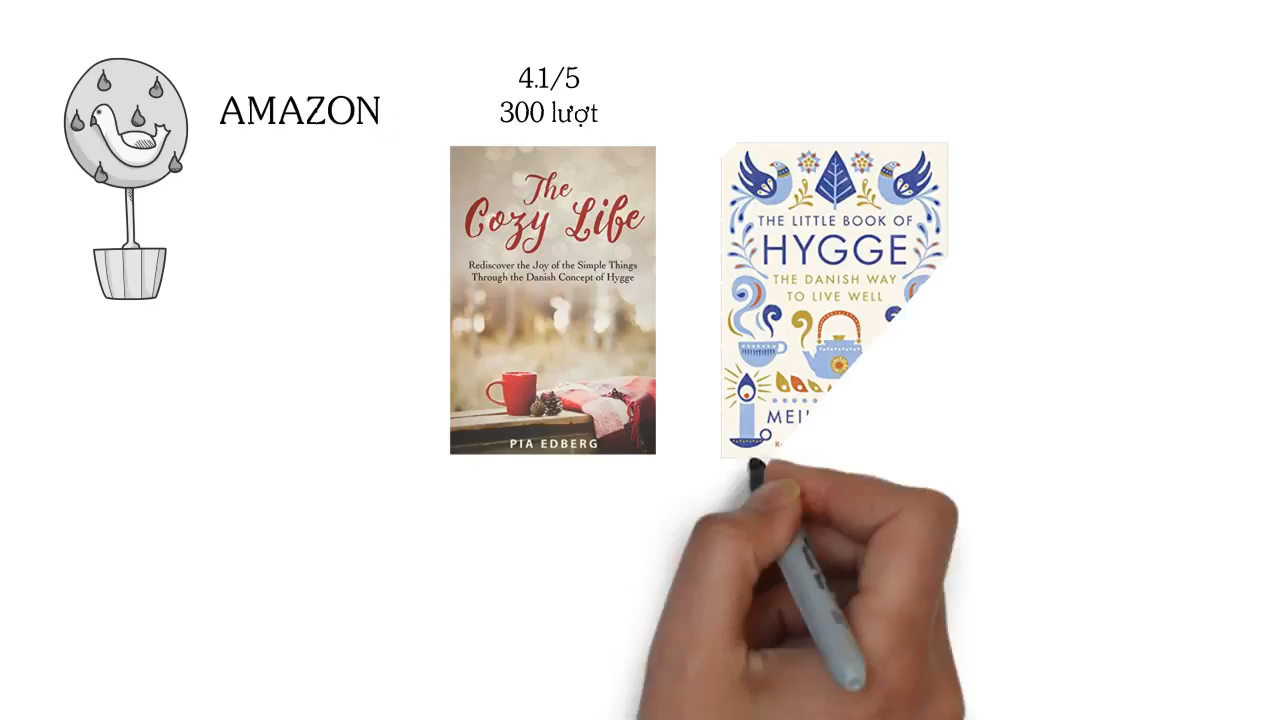 AMAZON
4.1/5
300 lượt
The
Cozy Life
Rediscover the Joy of the Simple Things
Through the Danish Concept of Hygge
PIA EDBERG
THE LITTLE BOOK OF
HYGGE
THE DANISH WAY
TO LIVE WELL